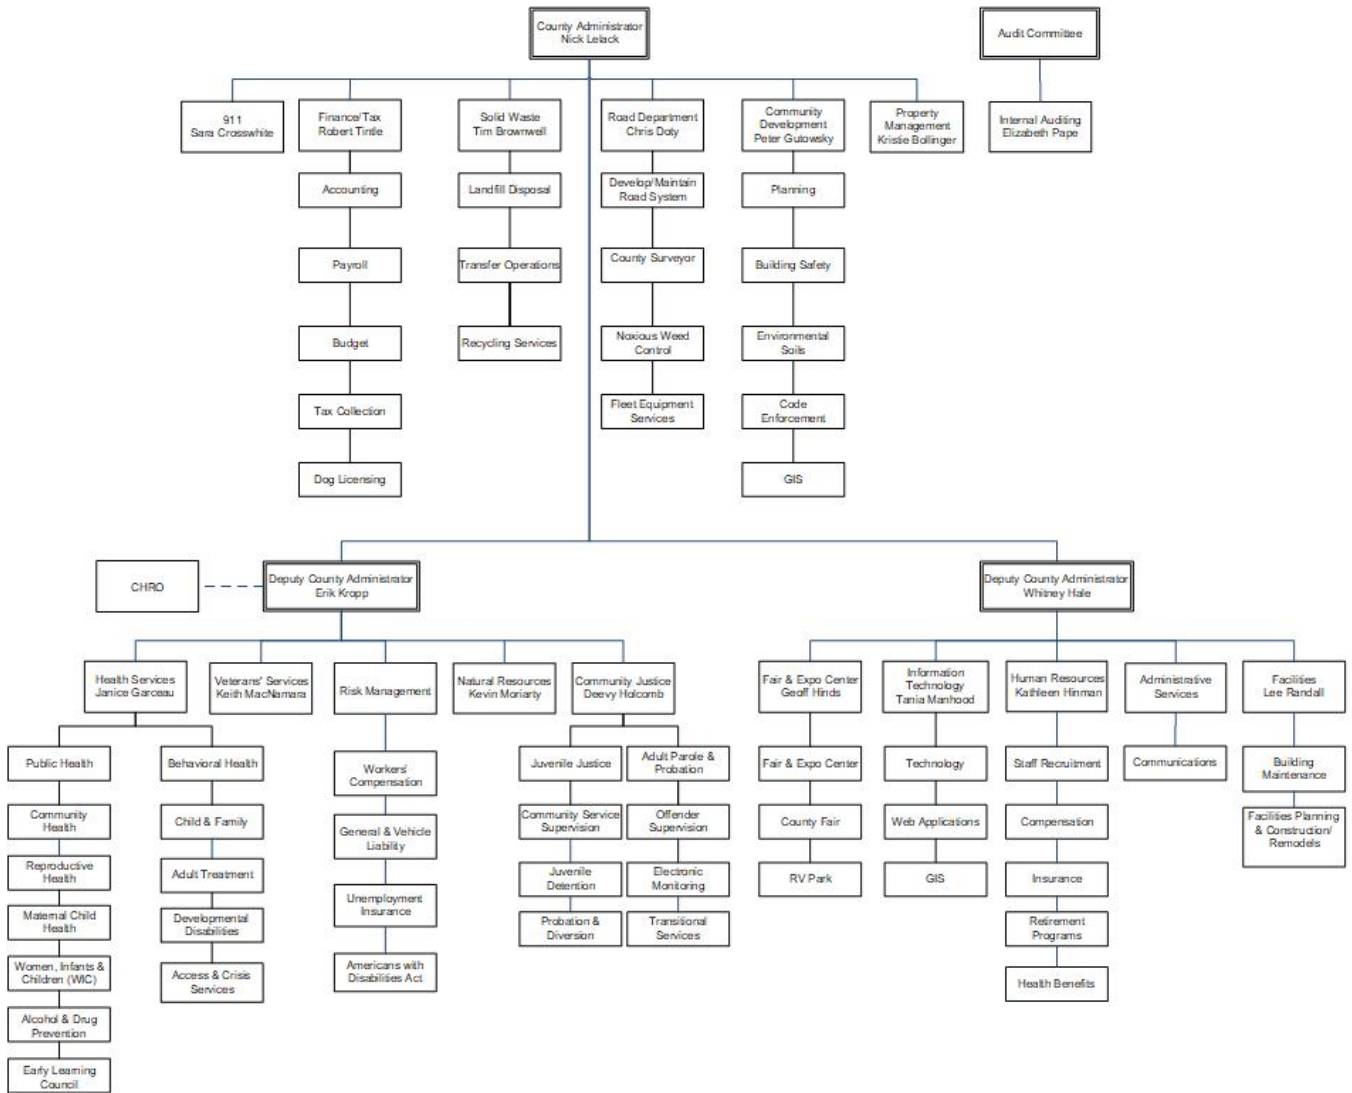 County Administrator
Nick Lelack
Audit Committee
911
Sara Crosswhite
Finance/Tax
Robert Tintle
Solid Waste
Tim Brownwell
Road Department
Chris Doty
Community
Development
Peter Gutowsky
Property
Management
Kristie Bollinger
Internal Auditing
Elizabeth Pape
Accounting
Payroll
Budget
Tax Collection
Dog Licensing
Landfill Disposal
Transfer Operations
Recycling Services
Develop/Maintain
Road System
County Surveyor
Noxious Weed
Control
Fleet Equipment
Services
Planning
Building Safety
Environmental
Soils
Code
Enforcement
GIS
CHRO
Deputy County Administrator
Erik Kropp
Deputy County Administrator
Whitney Hale
Health Services
Janice Garceau
Veterans' Services
Keith MacNamara
Risk Management
Natural Resources
Kevin Moriarty
Community Justice
Deevy Holcomb
Public Health
Community
Health
Reproductive
Health
Maternal Child
Health
Women, Infants &
Children (WIC)
Alcohol & Drug
Prevention
Early Learning
Council
Behavioral Health
Child & Family
Adult Treatment
Developmental
Disabilities
Access & Crisis
Services
Workers'
Compensation
General & Vehicle
Liability
Unemployment
Insurance
Americans with
Disabilities Act
Juvenile Justice
Community Service
Supervision
Juvenile
Detention
Probation &
Diversion
Adult Parole &
Probation
Offender
Supervision
Electronic
Monitoring
Transitional
Services
Fair & Expo Center
Geoff Hinds
Information
Technology
Tania Manhood
Human Resources
Kathleen Hinman
Administrative
Services
Facilities
Lee Randall
Fair & Expo Center
County Fair
RV Park
Technology
Web Applications
GIS
Staff Recruitment
Compensation
Insurance
Retirement
Programs
Health Benefits
Communications
Building
Maintenance
Facilities Planning
& Construction/
Remodels